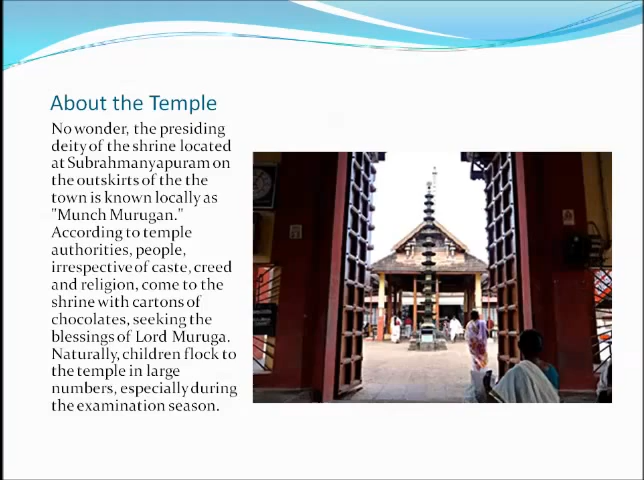 About the Temple
No wonder, the presiding
deity of the shrine located
at Subrahmanyapuram on
the outskirts of the the
town is known locally as
"Munch Murugan."
According to temple
authorities, people,
irrespective of caste, creed
and religion, come to the
shrine with cartons of
chocolates, seeking the
blessings of Lord Muruga.
Naturally, children flock to
the temple in large
numbers, especially during
the examination season.